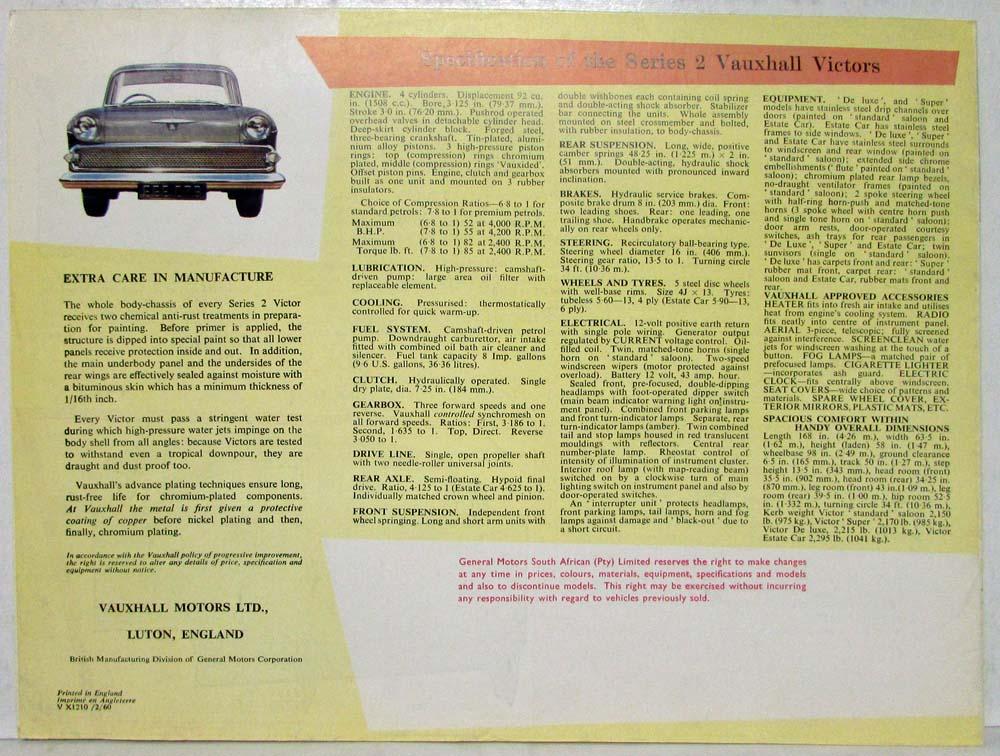 Specification of the Series 2 Vauxhall Victors
EXTRA CARE IN MANUFACTURE
The whole body-chassis of every Series 2 Victor
receives two chemical anti-rust treatments in prepara-
tion for painting. Before primer is applied, the
structure is dipped into special paint so that all lower
panels receive protection inside and out. In addition,
the main underbody panel and the undersides of the
rear wings are effectively sealed against moisture with
a bituminous skin which has a minimum thickness of
1/16th inch.
Every Victor must pass a stringent water test
during which high-pressure water jets impinge on the
body shell from all angles: because Victors are tested
to withstand even a tropical downpour, they are
draught and dust proof too.
Vauxhall's advance plating techniques ensure long,
rust-free life for chromium-plated components.
At Vauxhall the metal is first given a protective
coating of copper before nickel plating and then,
finally, chromium plating.
In accordance with the Vauxhall policy of progressive improvement,
the right is reserved to alter any details of price, specification and
equipment without notice.
VAUXHALL MOTORS LTD.,
LUTON, ENGLAND
British Manufacturing Division of General Motors Corporation
Printed in England
Imprimé en Angleterre
V X1210 /2/60
ENGINE. 4 cylinders. Displacement 92 cu.
in. (1508 c.c.). Bore, 3·125 in. (79·37 mm.).
Stroke 3·0 in. (76·20 mm.). Pushrod operated
overhead valves in detachable cylinder head.
Deep-skirt cylinder block. Forged steel,
three-bearing crankshaft. Tin-plated, alumi-
nium alloy pistons. 3 high-pressure piston
rings: top (compression) rings chromium
plated, middle (compression) rings 'Vauxided'.
Offset piston pins. Engine, clutch and gearbox
built as one unit and mounted on 3 rubber
insulators.
Choice of Compression Ratios—6·8 to 1 for
standard petrols: 7·8 to 1 for premium petrols.
Maximum (6·8 to 1) 52 at 4,000 R.P.M.
B.H.P. (7·8 to 1) 55 at 4,200 R.P.M.
Maximum (6·8 to 1) 82 at 2,400 R.P.M.
Torque lb. ft. (7·8 to 1) 85 at 2,400 R.P.M.
LUBRICATION. High-pressure: camshaft-
driven pump: large area oil filter with
replaceable element.
COOLING. Pressurised: thermostatically
controlled for quick warm-up.
FUEL SYSTEM. Camshaft-driven petrol
pump. Downdraught carburettor, air intake
fitted with combined oil bath air cleaner and
silencer. Fuel tank capacity 8 Imp. gallons
(9·6 U.S. gallons, 36·36 litres).
CLUTCH. Hydraulically operated. Single
dry plate, dia. 7·25 in. (184 mm.).
GEARBOX. Three forward speeds and one
reverse. Vauxhall controlled synchromesh on
all forward speeds. Ratios: First, 3·186 to 1.
Second, 1·635 to 1. Top, Direct. Reverse
3·050 to 1.
DRIVE LINE. Single, open propeller shaft
with two needle-roller universal joints.
REAR AXLE. Semi-floating. Hypoid final
drive. Ratio, 4·125 to 1 (Estate Car 4·625 to 1).
Individually matched crown wheel and pinion.
FRONT SUSPENSION. Independent front
wheel springing. Long and short arm units with
double wishbones each containing coil spring
and double-acting shock absorber. Stabilizer
bar connecting the units. Whole assembly
mounted on steel crossmember and bolted,
with rubber insulation, to body-chassis.
REAR SUSPENSION. Long, wide, positive
camber springs 48·25 in. (1·225 m.) × 2 in.
(51 mm.). Double-acting, hydraulic shock
absorbers mounted with pronounced inward
inclination.
BRAKES. Hydraulic service brakes. Com-
posite brake drum 8 in. (203 mm.) dia. Front:
two leading shoes. Rear: one leading, one
trailing shoe. Handbrake operates mechanic-
ally on rear wheels only.
STEERING. Recirculatory ball-bearing type.
Steering wheel diameter 16 in. (406 mm.).
Steering gear ratio, 13·5 to 1. Turning circle
34 ft. (10·36 m.).
WHEELS AND TYRES. 5 steel disc wheels
with well-base rims. Size 4J × 13. Tyres:
tubeless 5·60—13, 4 ply (Estate Car 5·90—13,
6 ply).
ELECTRICAL. 12-volt positive earth return
with single pole wiring. Generator output
regulated by CURRENT voltage control. Oil-
filled coil. Twin, matched-tone horns (single
horn on 'standard' saloon). Two-speed
windscreen wipers (motor protected against
overload). Battery 12 volt, 43 amp. hour.
Sealed front, pre-focused, double-dipping
headlamps with foot-operated dipper switch
(main beam indicator warning light on instru-
ment panel). Combined front parking lamps
and front turn-indicator lamps. Separate, rear
turn-indicator lamps (amber). Twin combined
tail and stop lamps housed in red translucent
mouldings with reflectors. Central rear
number-plate lamp. Rheostat control of
intensity of illumination of instrument cluster.
Interior roof lamp (with map-reading beam)
switched on by a clockwise turn of main
lighting switch on instrument panel and also by
door-operated switches.
An 'interrupter unit' protects headlamps,
front parking lamps, tail lamps, horn and fog
lamps against damage and 'black-out' due to
a short circuit.
EQUIPMENT. 'De luxe', and 'Super'
models have stainless steel drip channels over
doors (painted on 'standard' saloon and
Estate Car). Estate Car has stainless steel
frames to side windows. 'De luxe', 'Super'
and Estate Car have stainless steel surrounds
to windscreen and rear window (painted on
'standard' saloon); extended side chrome
embellishments ('flute' painted on 'standard'
saloon); chromium plated rear lamp bezels,
no-draught ventilator frames (painted on
'standard' saloon); 2 spoke steering wheel
with half-ring horn-push and matched-tone
horns (3 spoke wheel with centre horn push
and single tone horn on 'standard' saloon);
door arm rests, door-operated courtesy
switches, ash trays for rear passengers in
'De Luxe', 'Super' and Estate Car; twin
sunvisors (single on 'standard' saloon).
'De luxe' has carpets front and rear: 'Super'
rubber mat front, carpet rear: 'standard'
saloon and Estate Car, rubber mats front and
rear.
VAUXHALL APPROVED ACCESSORIES
HEATER fits into fresh air intake and utilises
heat from engine's cooling system. RADIO
fits neatly into centre of instrument panel.
AERIAL 3-piece, telescopic; fully screened
against interference. SCREENCLEAN water
jets for windscreen washing at the touch of a
button. FOG LAMPS—a matched pair of
prefocused lamps. CIGARETTE LIGHTER
—incorporates ash guard. ELECTRIC
CLOCK—fits centrally above windscreen.
SEAT COVERS—wide choice of patterns and
materials. SPARE WHEEL COVER, EX-
TERIOR MIRRORS, PLASTIC MATS, ETC.
SPACIOUS COMFORT WITHIN
HANDY OVERALL DIMENSIONS
Length 168 in. (4·26 m.), width 63·5 in.
(1·62 m.), height (laden) 58 in. (1·47 m.),
wheelbase 98 in. (2·49 m.), ground clearance
6·5 in. (165 mm.), track 50 in. (1·27 m.), step
height 13·5 in. (343 mm.), head room (front)
35·5 in. (902 mm.), head room (rear) 34·25 in.
(870 mm.), leg room (front) 43 in. (1·09 m.), leg
room (rear) 39·5 in. (1·00 m.), hip room 52·5
in. (1·332 m.), turning circle 34 ft. (10·36 m.),
Kerb weight Victor 'standard' saloon 2,150
lb. (975 kg.), Victor 'Super' 2,170 lb. (985 kg.),
Victor De luxe, 2,215 lb. (1013 kg.), Victor
Estate Car 2,295 lb. (1041 kg.).
General Motors South African (Pty) Limited reserves the right to make changes
at any time in prices, colours, materials, equipment, specifications and models
and also to discontinue models. This right may be exercised without incurring
any responsibility with regard to vehicles previously sold.